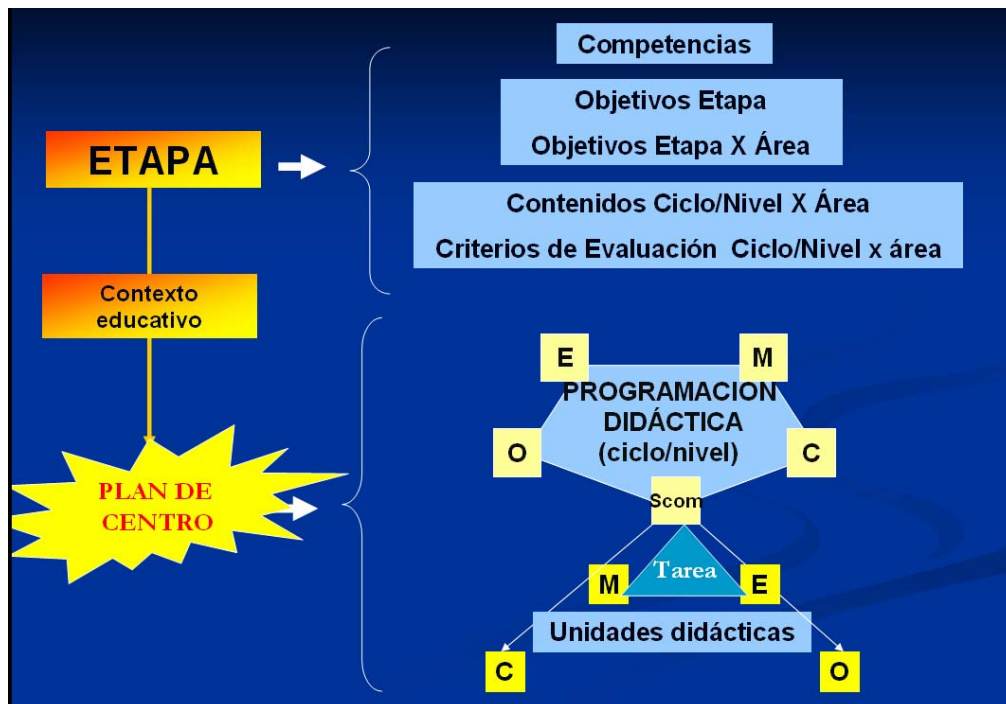 Competencias
Objetivos Etapa
Objetivos Etapa X Área
ETAPA
Contenidos Ciclo/Nivel X Área
Criterios de Evaluación Ciclo/Nivel x área
Contexto
educativo
E
M
PROGRAMACION
DIDÁCTICA
(ciclo/nivel)
O
C
PLAN DE
CENTRO
Scom
Tarea
M
E
Unidades didácticas
C
O